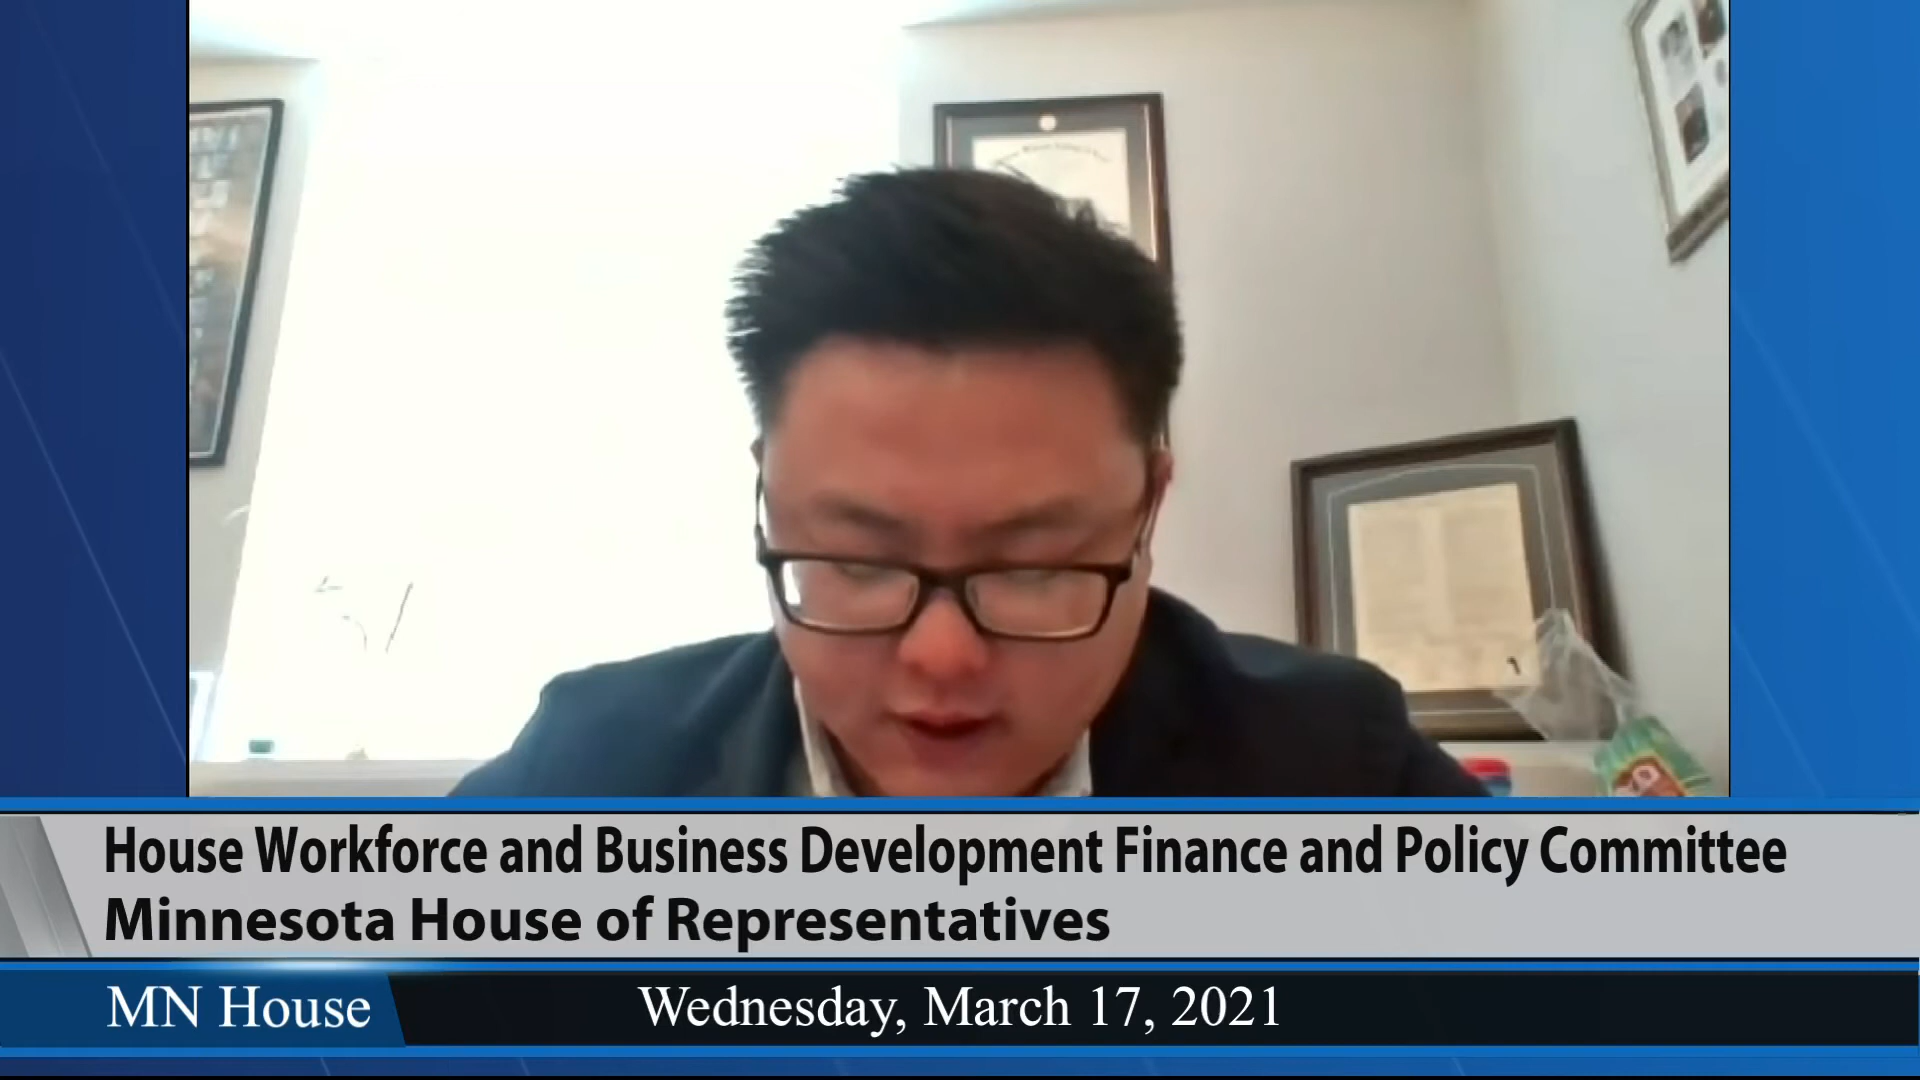 House Workforce and Business Development Finance and Policy Committee
Minnesota House of Representatives
MN House
Wednesday, March 17, 2021